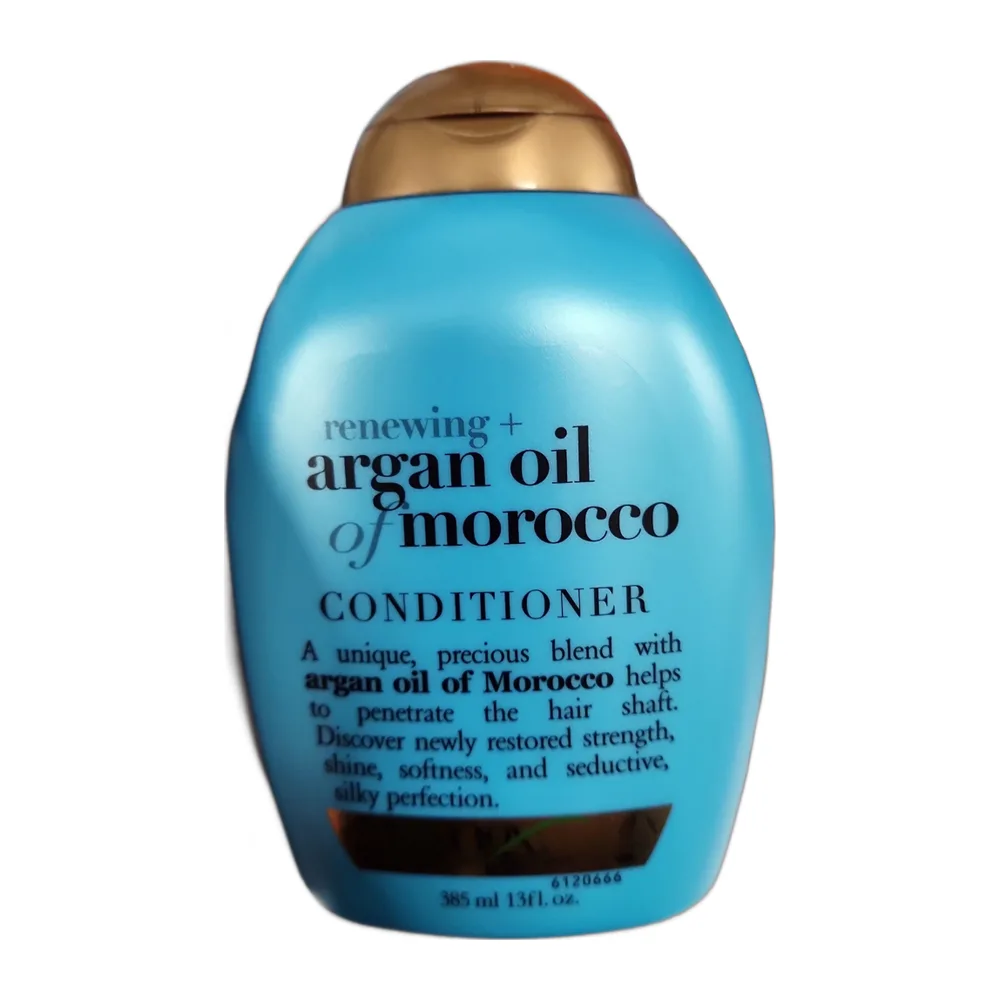 renewing +
argan oil
of morocco
CONDITIONER
A unique, precious blend with
argan oil of Morocco helps
to penetrate the hair shaft.
Discover newly restored strength,
shine, softness, and seductive,
silky perfection.
6120666
385 ml 13fl. oz.